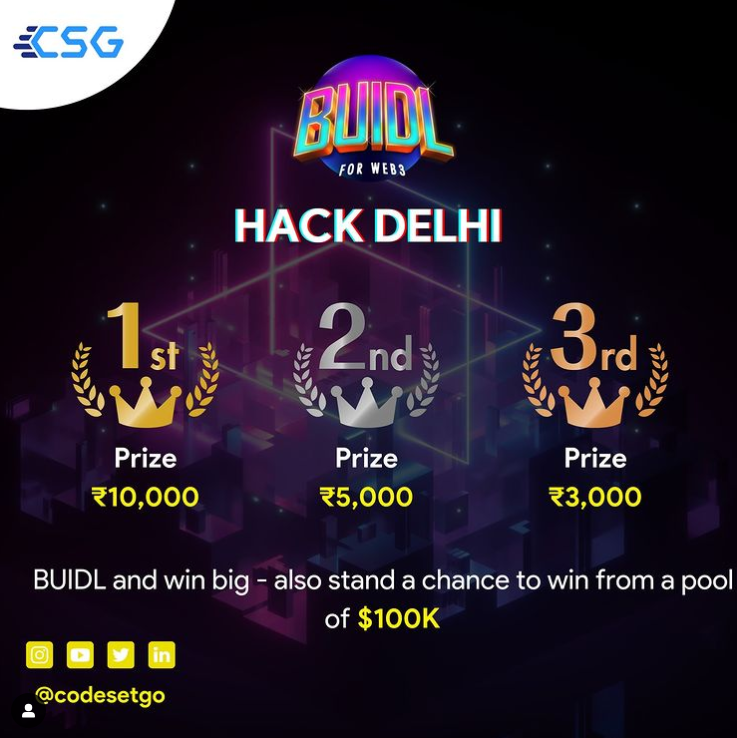 CSG
BUIDL
FOR WEB3
HACK DELHI
1st
Prize
₹10,000
2nd
Prize
₹5,000
3rd
Prize
₹3,000
BUIDL and win big - also stand a chance to win from a pool
of $100K
in
@codesetgo